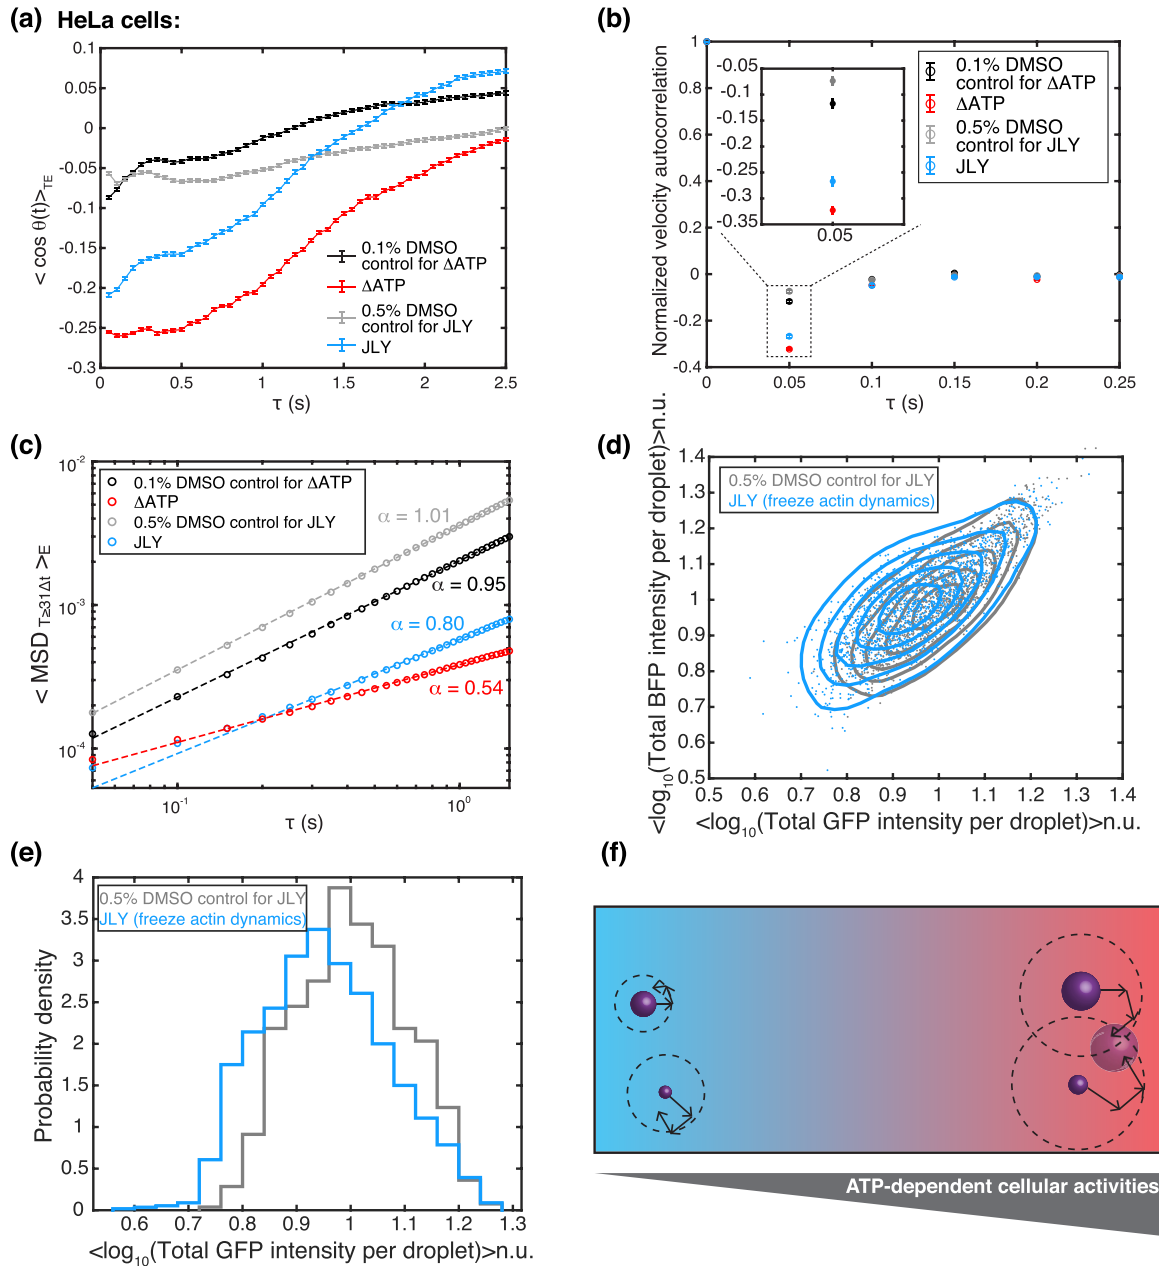 (a) HeLa cells:
0.1
0.05
0
-0.05
-0.1
-0.15
-0.2
-0.25
-0.3
< cos θ(t) >TE
0.1% DMSO
control for ΔATP
ΔATP
0.5% DMSO
control for JLY
JLY
0 0.5 1 1.5 2 2.5
τ (s)
(b)
Normalized velocity autocorrelation
1
0.8
0.6
0.4
0.2
0
-0.2
-0.4
-0.05
-0.1
-0.15
-0.2
-0.25
-0.3
-0.35
0.05
0.1% DMSO
control for ΔATP
ΔATP
0.5% DMSO
control for JLY
JLY
0 0.05 0.1 0.15 0.2 0.25
τ (s)
(c)
< MSD T≥31Δt >E
10-2
10-3
10-4
0.1% DMSO control for ΔATP
ΔATP
0.5% DMSO control for JLY
JLY
α = 1.01
α = 0.95
α = 0.80
α = 0.54
10-1 100
τ (s)
(d)
<log10(Total BFP intensity per droplet)>n.u.
1.4
1.3
1.2
1.1
1
0.9
0.8
0.7
0.6
0.5
0.5% DMSO control for JLY
JLY (freeze actin dynamics)
0.5 0.6 0.7 0.8 0.9 1 1.1 1.2 1.3 1.4
<log10(Total GFP intensity per droplet)>n.u.
(e)
Probability density
4
3.5
3
2.5
2
1.5
1
0.5
0
0.5% DMSO control for JLY
JLY (freeze actin dynamics)
0.6 0.7 0.8 0.9 1 1.1 1.2 1.3
<log10(Total GFP intensity per droplet)>n.u.
(f)
ATP-dependent cellular activities